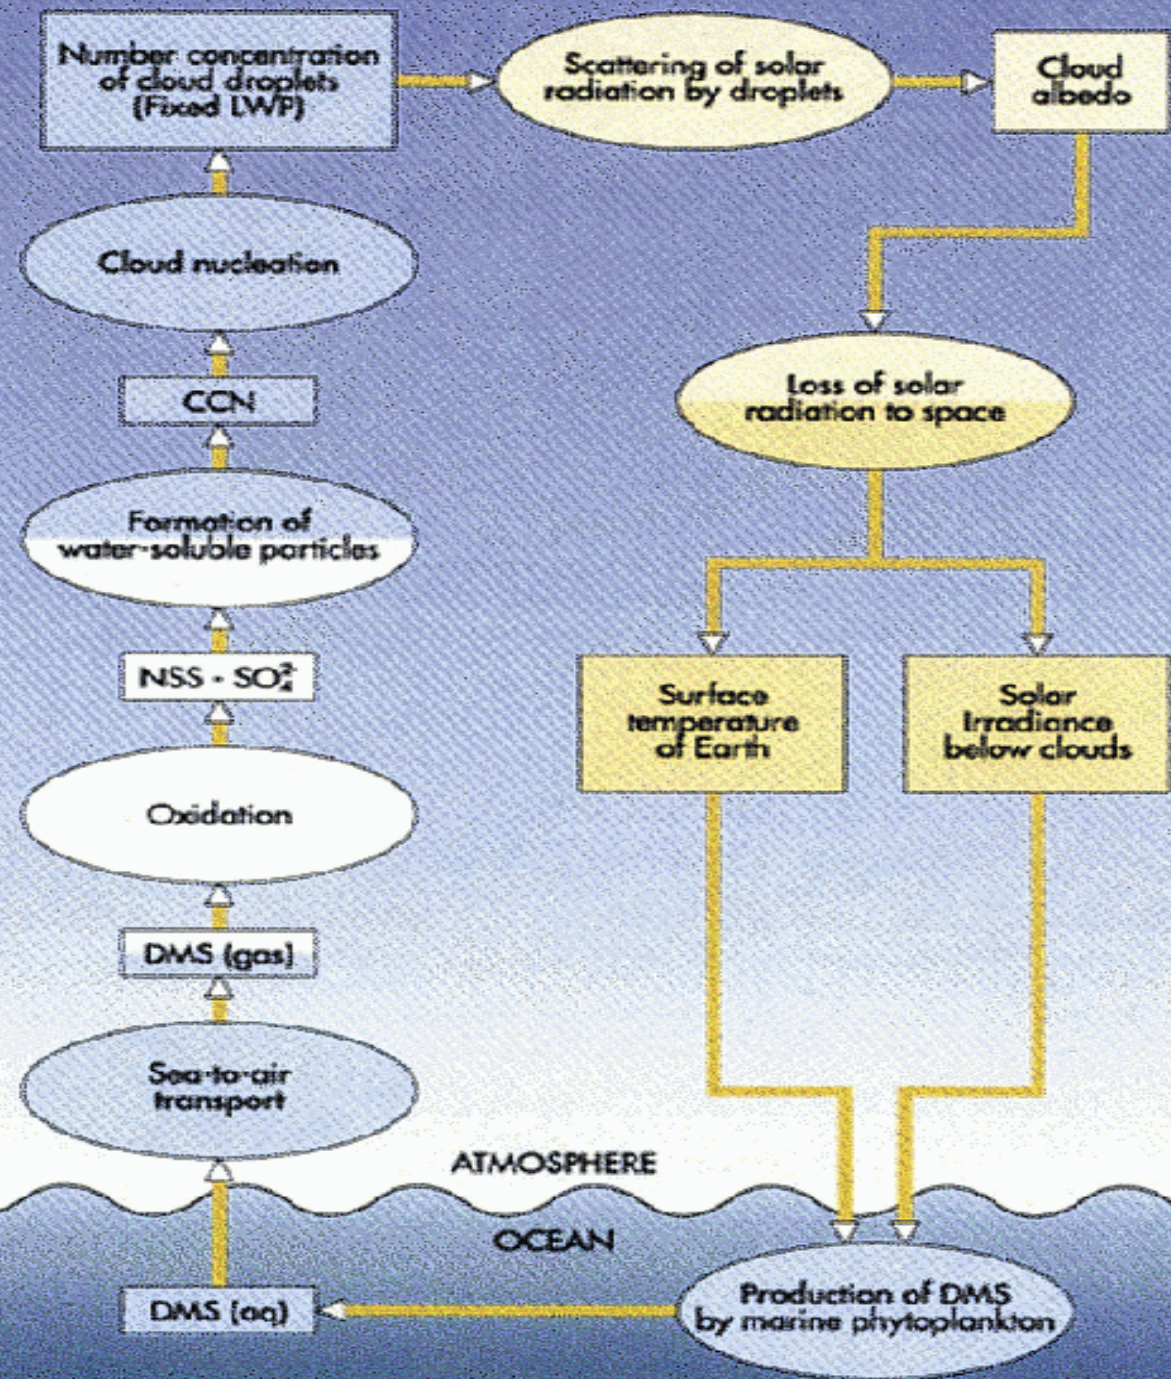 Number concentration
of cloud droplets
(Fixed LWP)
Scattering of solar
radiation by droplets
Cloud
albedo
Cloud nucleation
CCN
Loss of solar
radiation to space
Formation of
water-soluble particles
NSS - SO₄²⁻
Surface
temperature
of Earth
Solar
Irradiance
below clouds
Oxidation
DMS (gas)
Sea-to-air
transport
ATMOSPHERE
OCEAN
DMS (aq)
Production of DMS
by marine phytoplankton